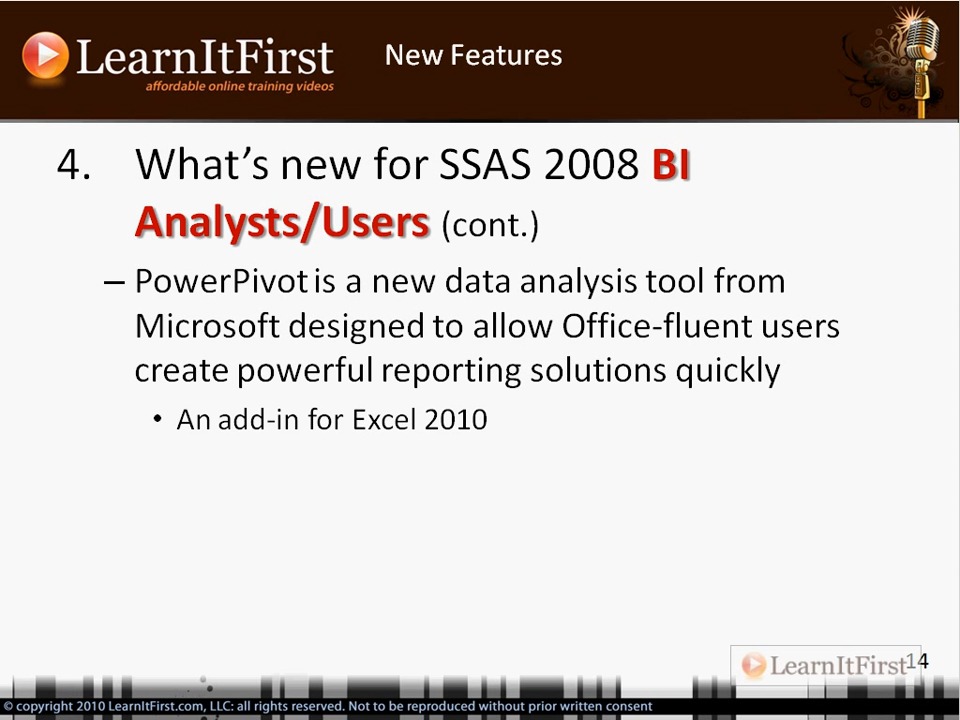 LearnItFirst
affordable online training videos
New Features
4. What's new for SSAS 2008 BI
Analysts/Users (cont.)
– PowerPivot is a new data analysis tool from
Microsoft designed to allow Office-fluent users
create powerful reporting solutions quickly
• An add-in for Excel 2010
LearnItFirst
14
© copyright 2010 LearnItFirst.com, LLC: all rights reserved. Not to be reproduced without prior written consent